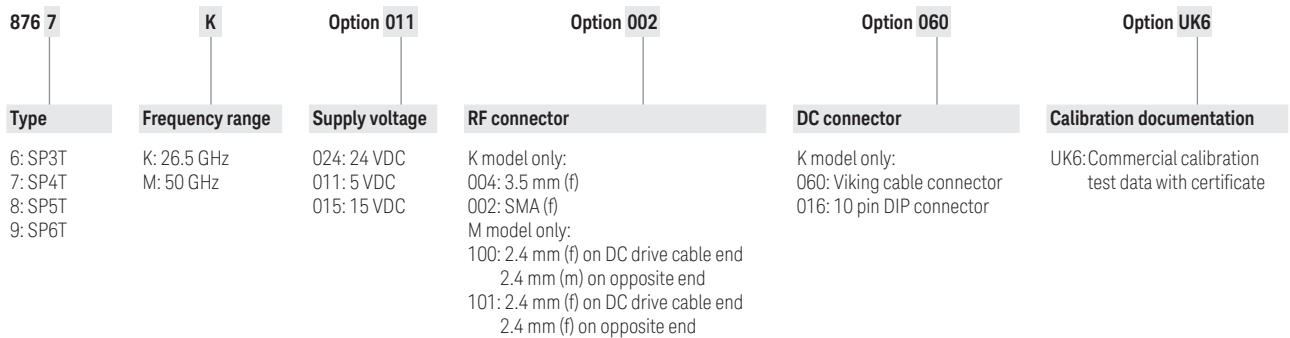 876 7 K Option 011 Option 002 Option 060 Option UK6
Type Frequency range Supply voltage RF connector DC connector Calibration documentation
6: SP3T
7: SP4T
8: SP5T
9: SP6T
K: 26.5 GHz
M: 50 GHz
024: 24 VDC
011: 5 VDC
015: 15 VDC
K model only:
004: 3.5 mm (f)
002: SMA (f)
M model only:
100: 2.4 mm (f) on DC drive cable end
2.4 mm (m) on opposite end
101: 2.4 mm (f) on DC drive cable end
2.4 mm (f) on opposite end
K model only:
060: Viking cable connector
016: 10 pin DIP connector
UK6: Commercial calibration
test data with certificate